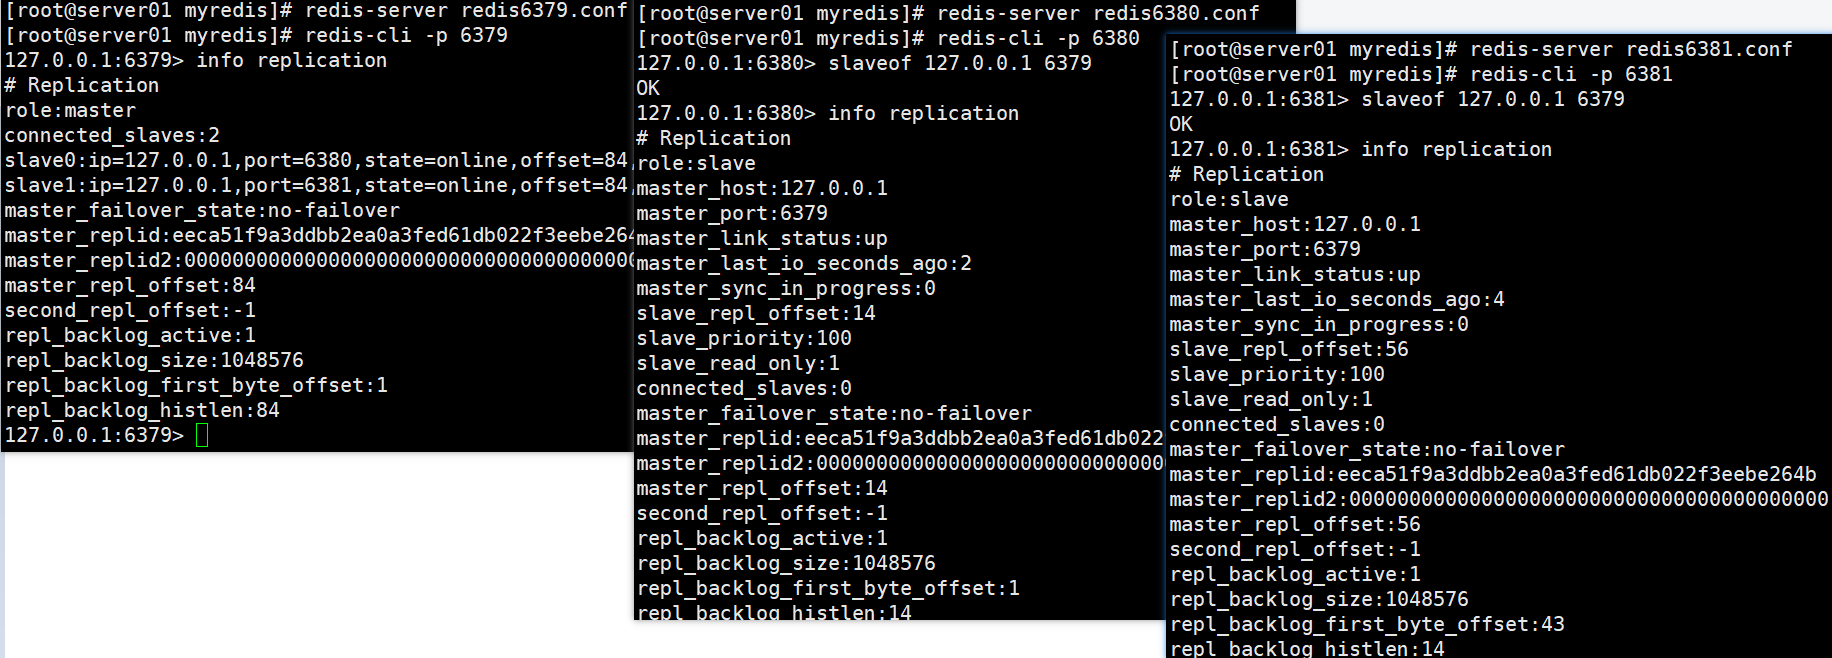 [root@server01 myredis]# redis-server redis6379.conf
[root@server01 myredis]# redis-cli -p 6379
127.0.0.1:6379> info replication
# Replication
role:master
connected_slaves:2
slave0:ip=127.0.0.1,port=6380,state=online,offset=84,
slave1:ip=127.0.0.1,port=6381,state=online,offset=84,
master_failover_state:no-failover
master_replid:eeca51f9a3ddbb2ea0a3fed61db022f3eebe264
master_replid2:00000000000000000000000000000000000000
master_repl_offset:84
second_repl_offset:-1
repl_backlog_active:1
repl_backlog_size:1048576
repl_backlog_first_byte_offset:1
repl_backlog_histlen:84
127.0.0.1:6379>
[root@server01 myredis]# redis-server redis6380.conf
[root@server01 myredis]# redis-cli -p 6380
127.0.0.1:6380> slaveof 127.0.0.1 6379
OK
127.0.0.1:6380> info replication
# Replication
role:slave
master_host:127.0.0.1
master_port:6379
master_link_status:up
master_last_io_seconds_ago:2
master_sync_in_progress:0
slave_repl_offset:14
slave_priority:100
slave_read_only:1
connected_slaves:0
master_failover_state:no-failover
master_replid:eeca51f9a3ddbb2ea0a3fed61db022
master_replid2:00000000000000000000000000000
master_repl_offset:14
second_repl_offset:-1
repl_backlog_active:1
repl_backlog_size:1048576
repl_backlog_first_byte_offset:1
repl_backlog_histlen:14
[root@server01 myredis]# redis-server redis6381.conf
[root@server01 myredis]# redis-cli -p 6381
127.0.0.1:6381> slaveof 127.0.0.1 6379
OK
127.0.0.1:6381> info replication
# Replication
role:slave
master_host:127.0.0.1
master_port:6379
master_link_status:up
master_last_io_seconds_ago:4
master_sync_in_progress:0
slave_repl_offset:56
slave_priority:100
slave_read_only:1
connected_slaves:0
master_failover_state:no-failover
master_replid:eeca51f9a3ddbb2ea0a3fed61db022f3eebe264b
master_replid2:0000000000000000000000000000000000000000
master_repl_offset:56
second_repl_offset:-1
repl_backlog_active:1
repl_backlog_size:1048576
repl_backlog_first_byte_offset:43
repl_backlog_histlen:14